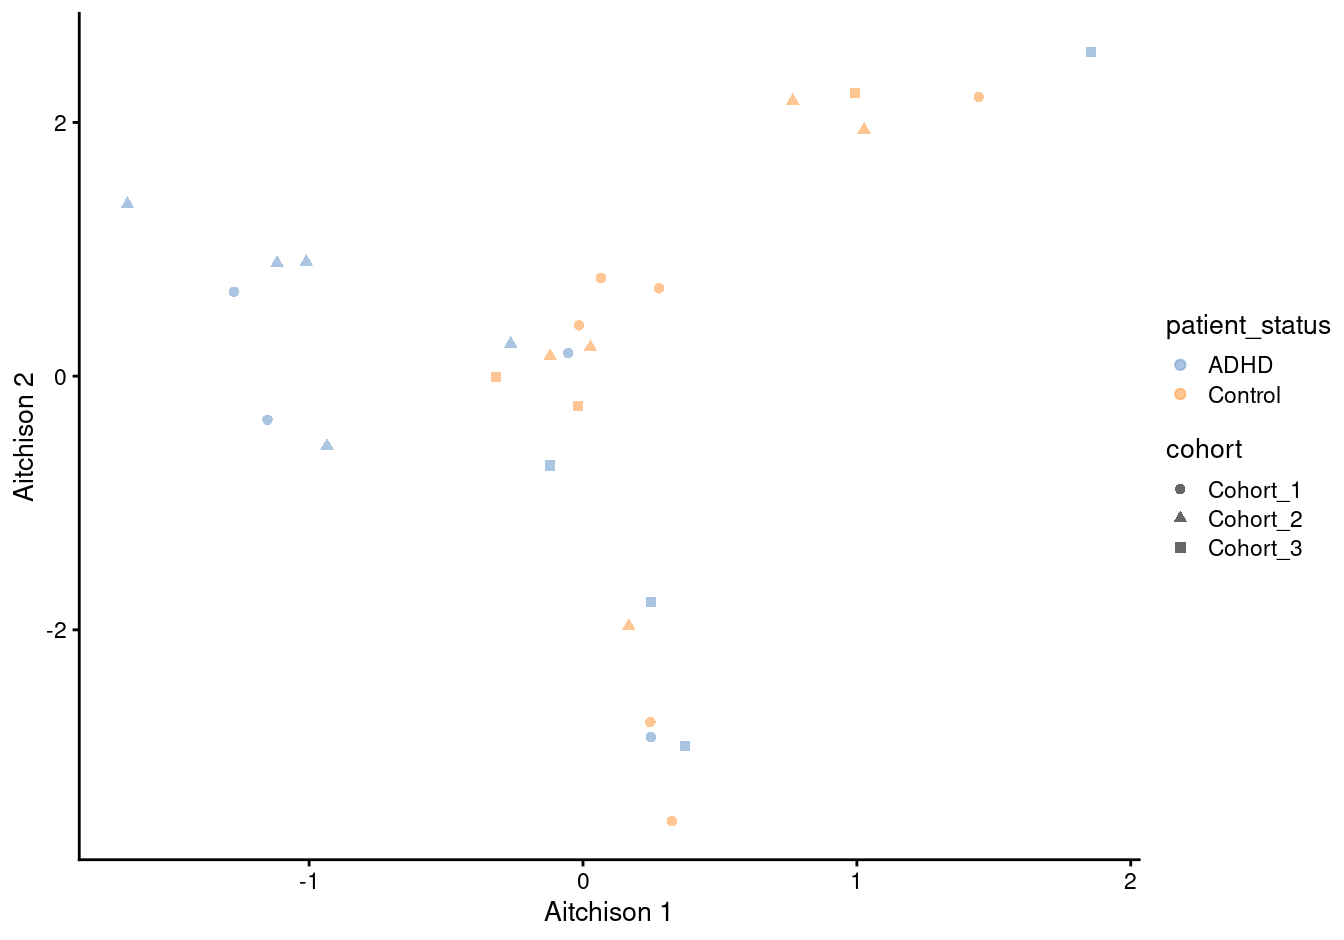 2
0
-2
Aitchison 2
-1
0
1
2
Aitchison 1
patient_status
ADHD
Control
cohort
Cohort_1
Cohort_2
Cohort_3